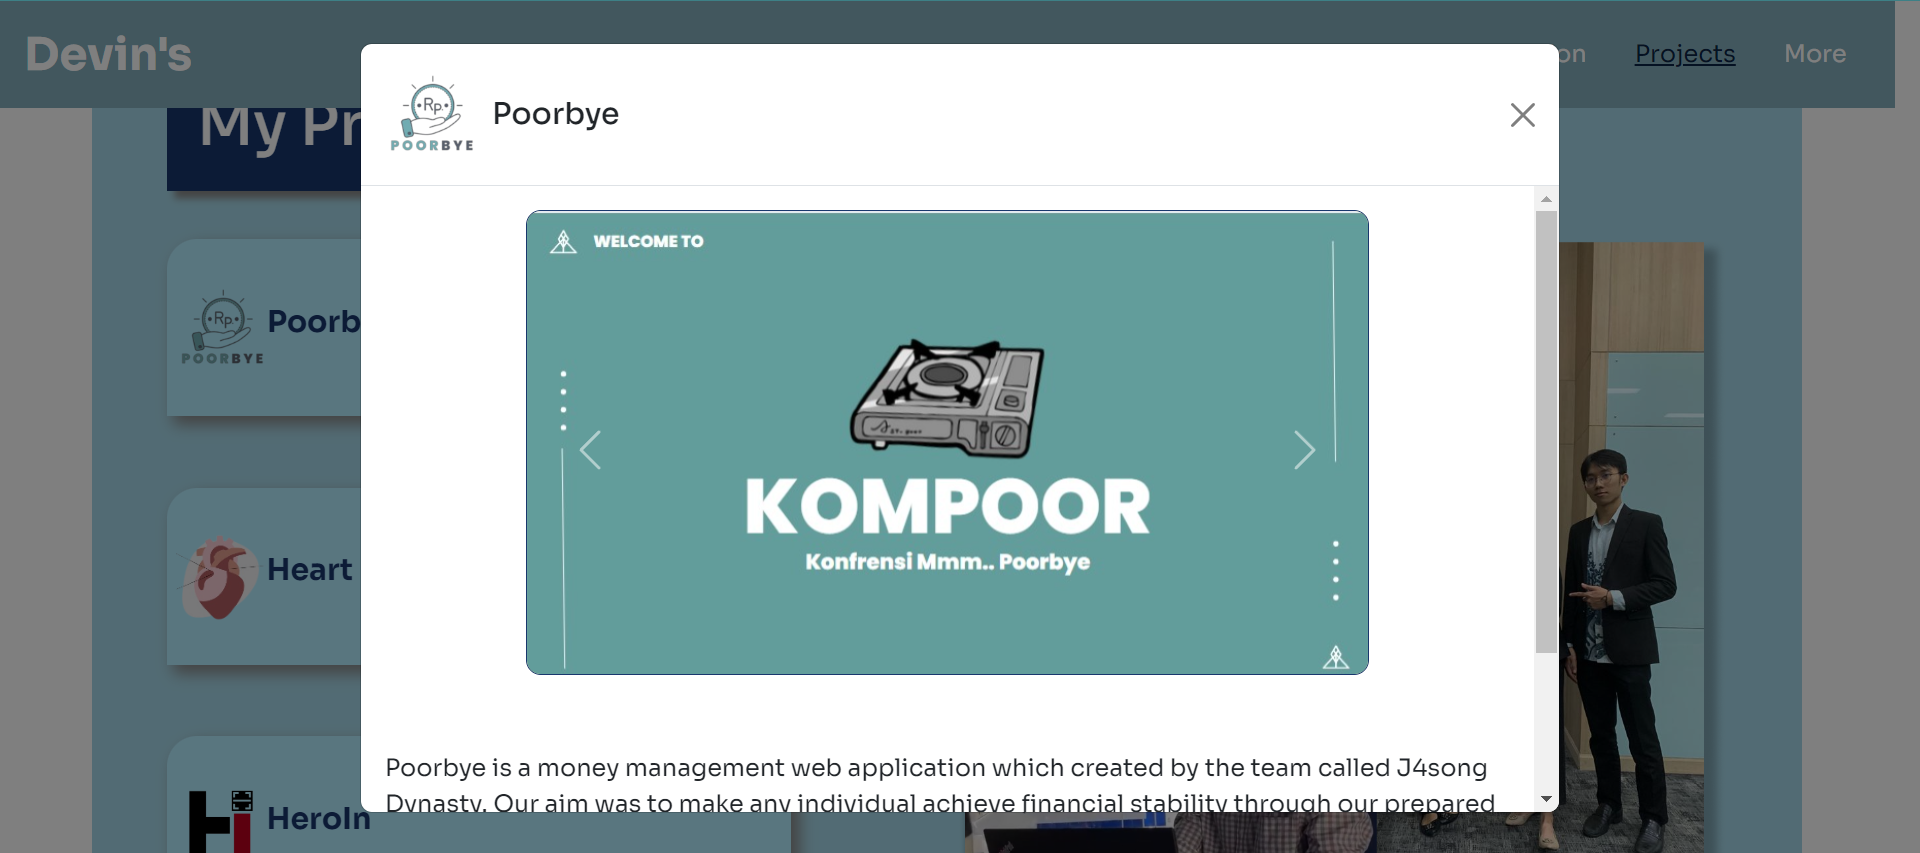 Devin's
on
Projects
More
My Pr
Rp.
POORBYE
Poorbye
WELCOME TO
KOMPOOR
Konfrensi Mmm.. Poorbye
Rp.
POORBYE
Poorb
Heart
Hi
HeroIn
Poorbye is a money management web application which created by the team called J4song
Dynasty. Our aim was to make any individual achieve financial stability through our prepared